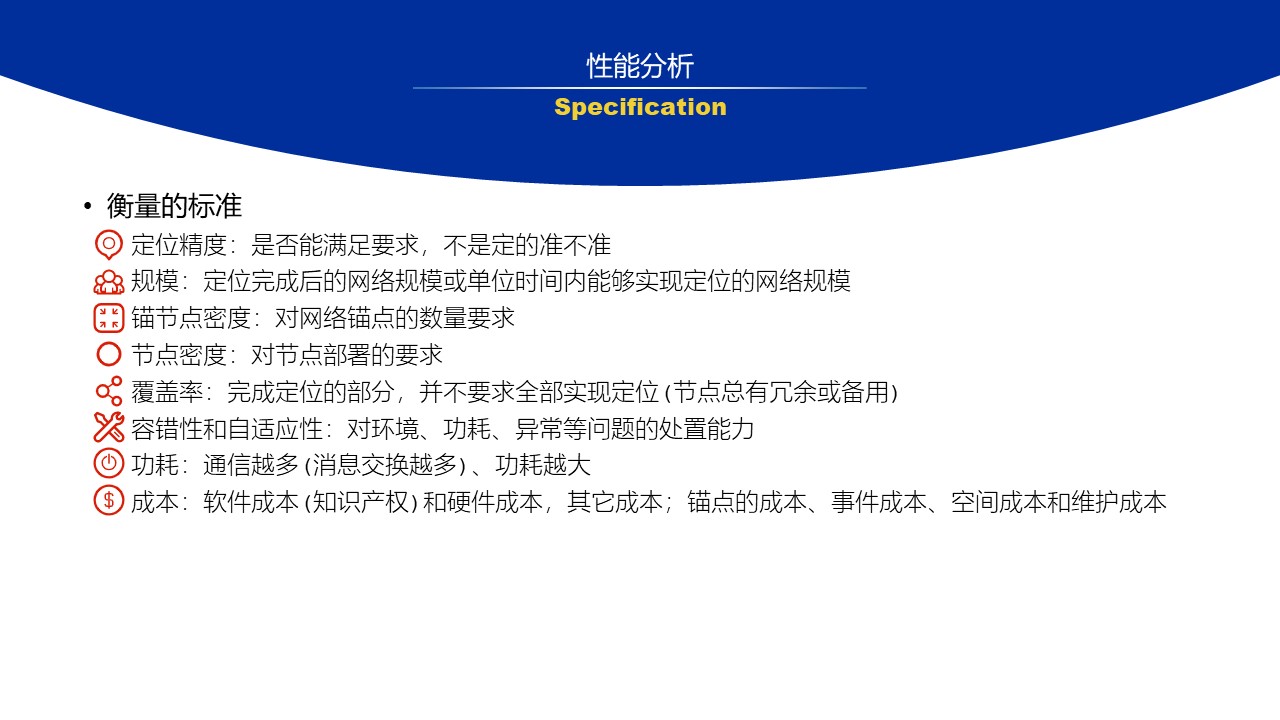 性能分析
Specification
• 衡量的标准
定位精度：是否能满足要求，不是定的准不准
规模：定位完成后的网络规模或单位时间内能够实现定位的网络规模
锚节点密度：对网络锚点的数量要求
节点密度：对节点部署的要求
覆盖率：完成定位的部分，并不要求全部实现定位(节点总有冗余或备用)
容错性和自适应性：对环境、功耗、异常等问题的处置能力
功耗：通信越多(消息交换越多)、功耗越大
成本：软件成本(知识产权)和硬件成本，其它成本；锚点的成本、事件成本、空间成本和维护成本